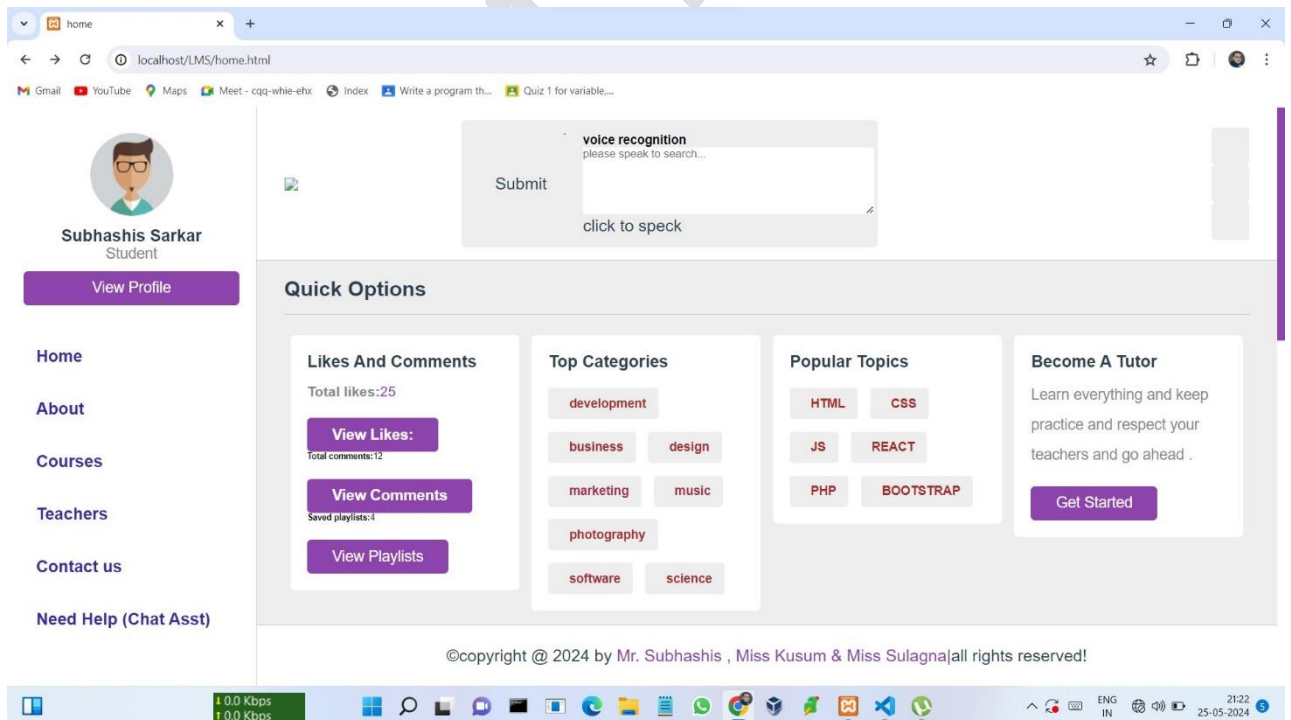 home
localhost/LMS/home.html
Gmail YouTube Maps Meet - cqq-whie-ehx Index Write a program th... Quiz 1 for variable,...
Subhashis Sarkar
Student
View Profile
Home
About
Courses
Teachers
Contact us
Need Help (Chat Asst)
voice recognition
please speak to search...
Submit
click to speck
Quick Options
Likes And Comments
Total likes:25
View Likes:
Total comments:12
View Comments
Saved playlists:4
View Playlists
Top Categories
development
business design
marketing music
photography
software science
Popular Topics
HTML CSS
JS REACT
PHP BOOTSTRAP
Become A Tutor
Learn everything and keep
practice and respect your
teachers and go ahead .
Get Started
©copyright @ 2024 by Mr. Subhashis , Miss Kusum & Miss Sulagna|all rights reserved!
0.0 Kbps
0.0 Kbps
ENG
IN
21:22
25-05-2024
5